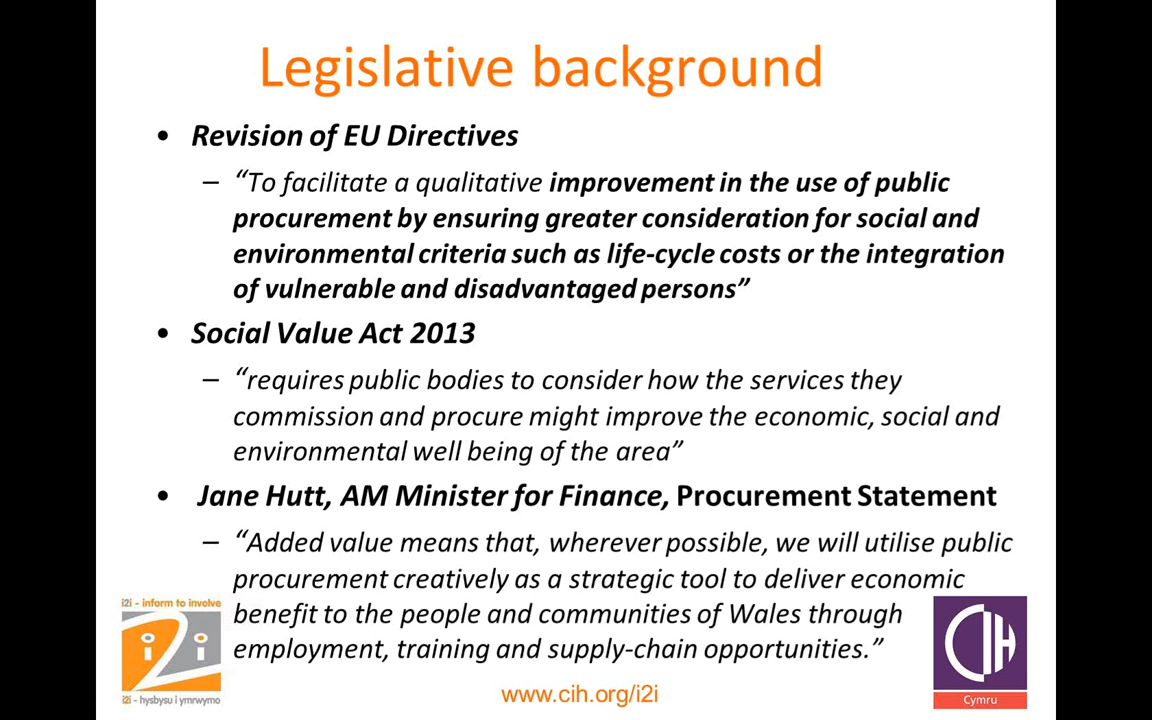 Legislative background
• Revision of EU Directives
– “To facilitate a qualitative improvement in the use of public
procurement by ensuring greater consideration for social and
environmental criteria such as life-cycle costs or the integration
of vulnerable and disadvantaged persons”
• Social Value Act 2013
– “requires public bodies to consider how the services they
commission and procure might improve the economic, social and
environmental well being of the area”
• Jane Hutt, AM Minister for Finance, Procurement Statement
– “Added value means that, wherever possible, we will utilise public
procurement creatively as a strategic tool to deliver economic
benefit to the people and communities of Wales through
employment, training and supply-chain opportunities.”
i2i - inform to involve
i2i
i2i - hysbysu i ymrwymo
www.cih.org/i2i
CIH
Cymru